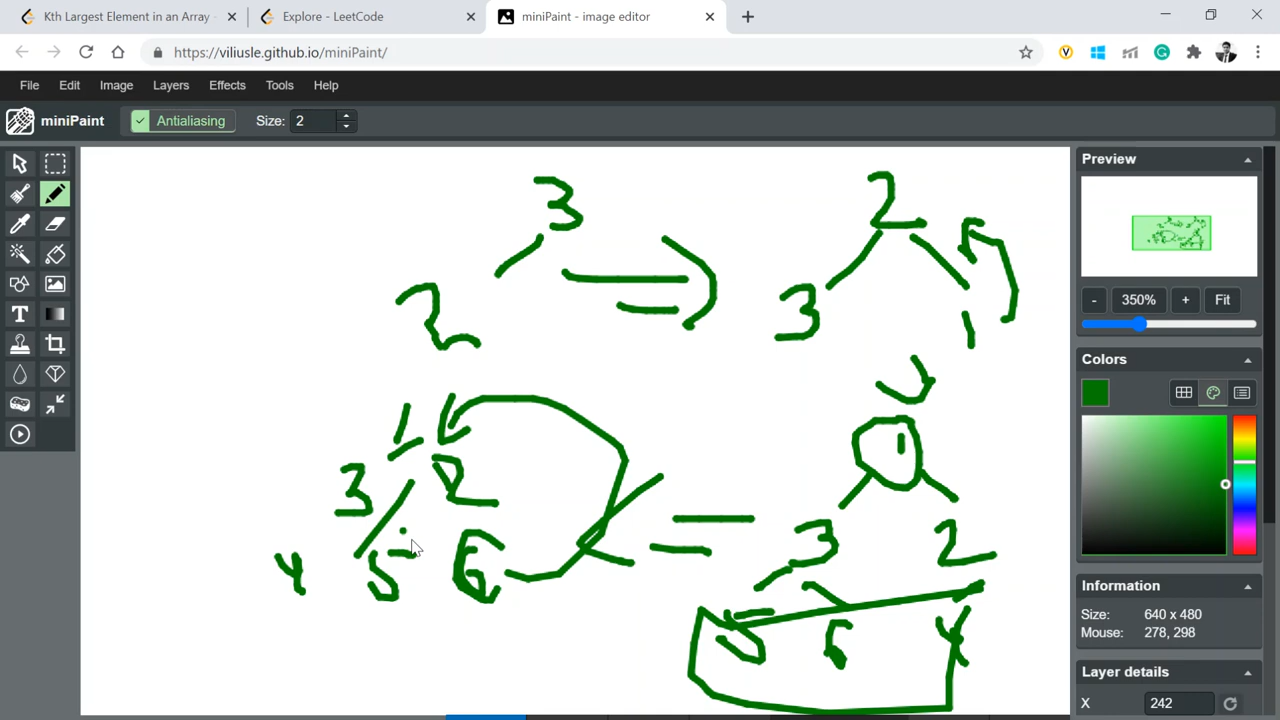 Kth Largest Element in an Array
Explore - LeetCode
miniPaint - image editor
https://viliusle.github.io/miniPaint/
File Edit Image Layers Effects Tools Help
miniPaint Antialiasing Size: 2
Preview
- 350% + Fit
Colors
Information
Size: 640 x 480
Mouse: 278, 298
Layer details
X 242
3 2
2 3 1
1 1
3 2
3 2
4 5 6
5 6 4